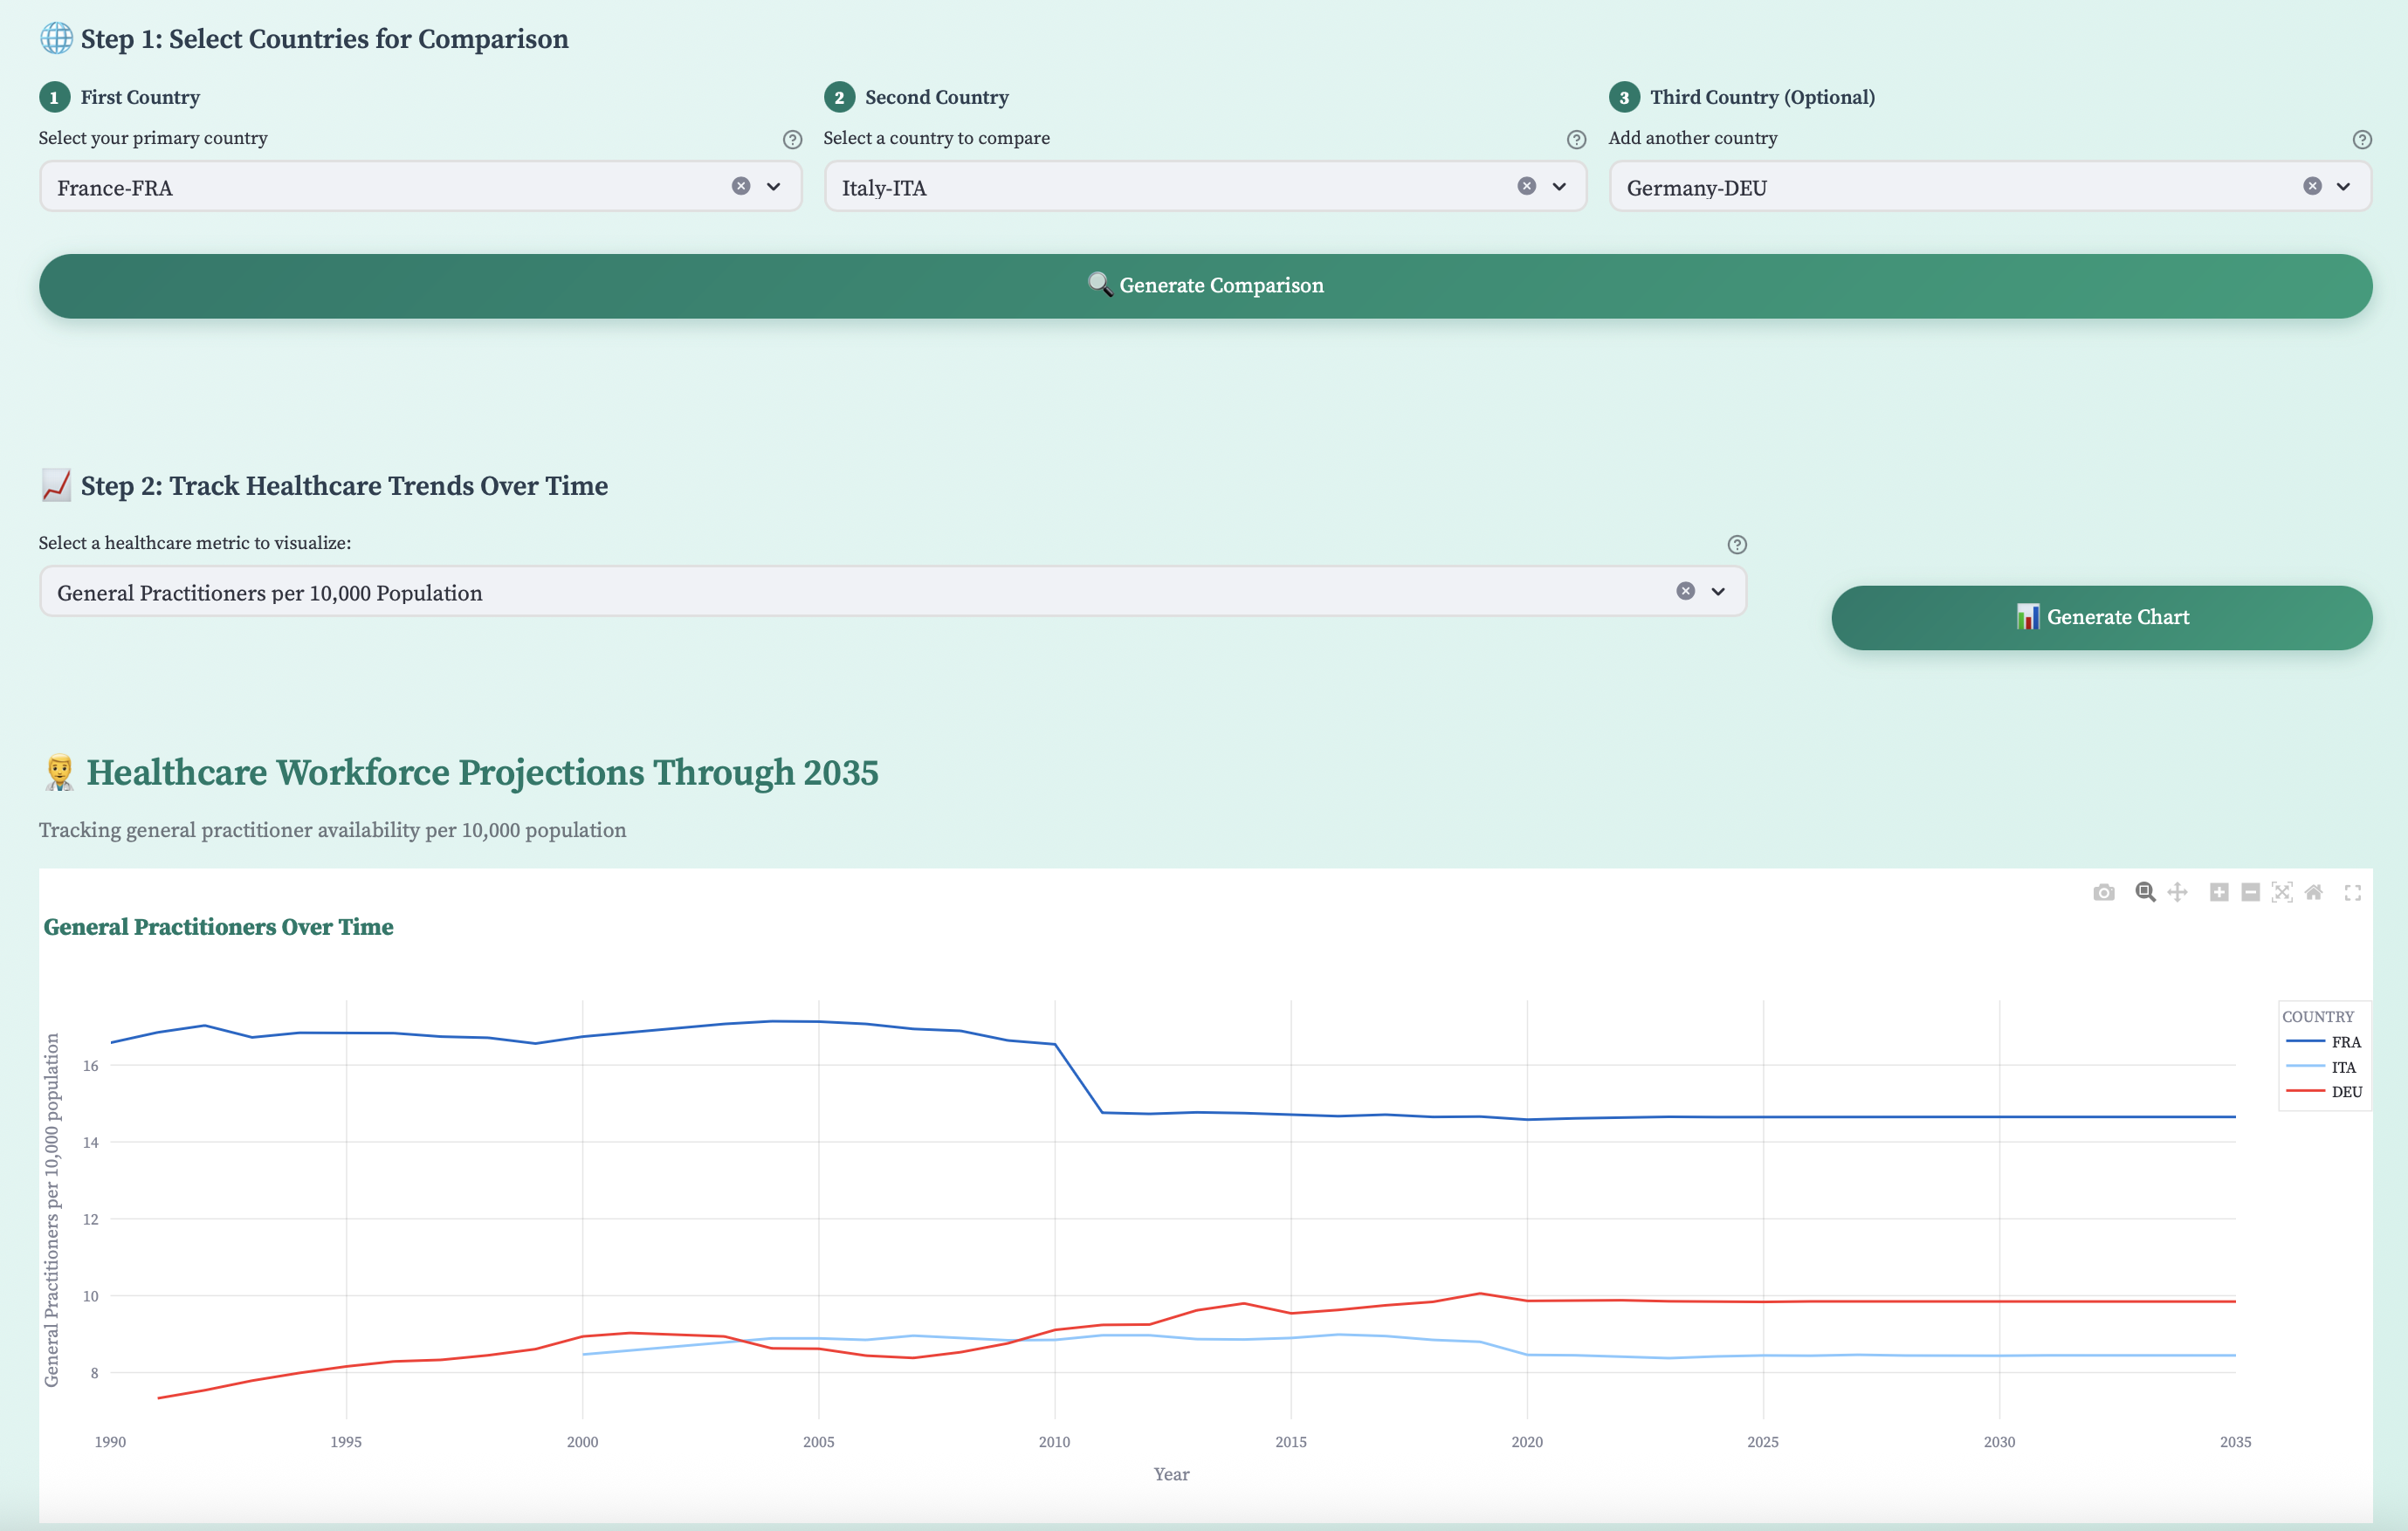 Step 1: Select Countries for Comparison
1 First Country
Select your primary country
France-FRA
2 Second Country
Select a country to compare
Italy-ITA
3 Third Country (Optional)
Add another country
Germany-DEU
Generate Comparison
Step 2: Track Healthcare Trends Over Time
Select a healthcare metric to visualize:
General Practitioners per 10,000 Population
Generate Chart
Healthcare Workforce Projections Through 2035
Tracking general practitioner availability per 10,000 population
General Practitioners Over Time
General Practitioners per 10,000 population
16
14
12
10
8
1990 1995 2000 2005 2010 2015 2020 2025 2030 2035
Year
COUNTRY
FRA
ITA
DEU